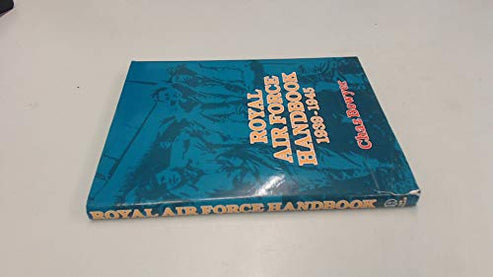 ROYAL
AIR FORCE
HANDBOOK
1939-1945
Chaz Bowyer
ROYAL AIR FORCE HANDBOOK